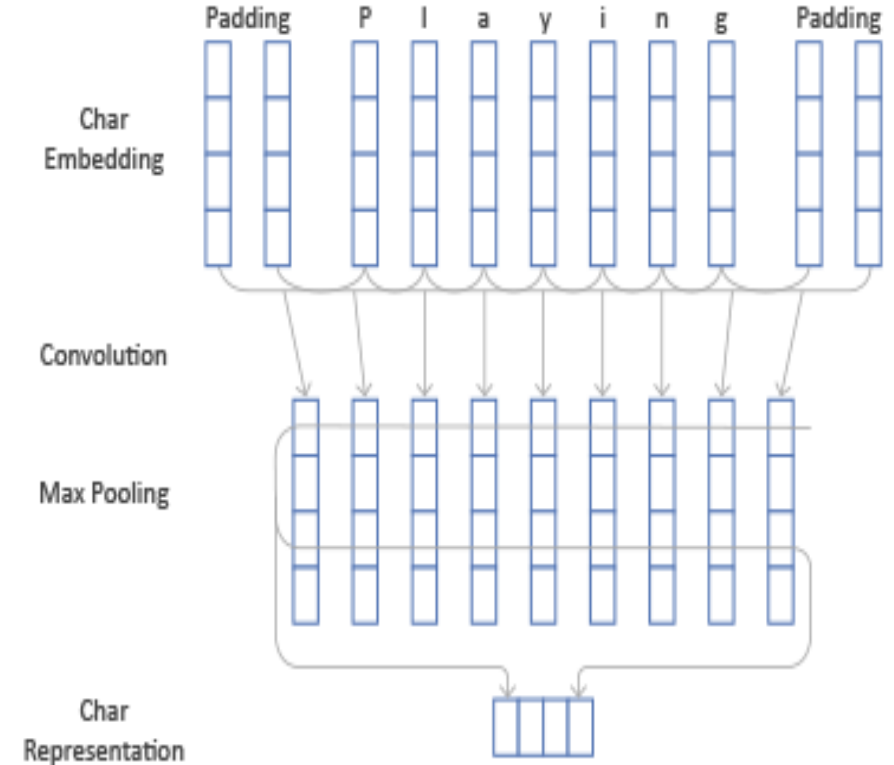 Padding P l a y i n g Padding
Char
Embedding
Convolution
Max Pooling
Char
Representation